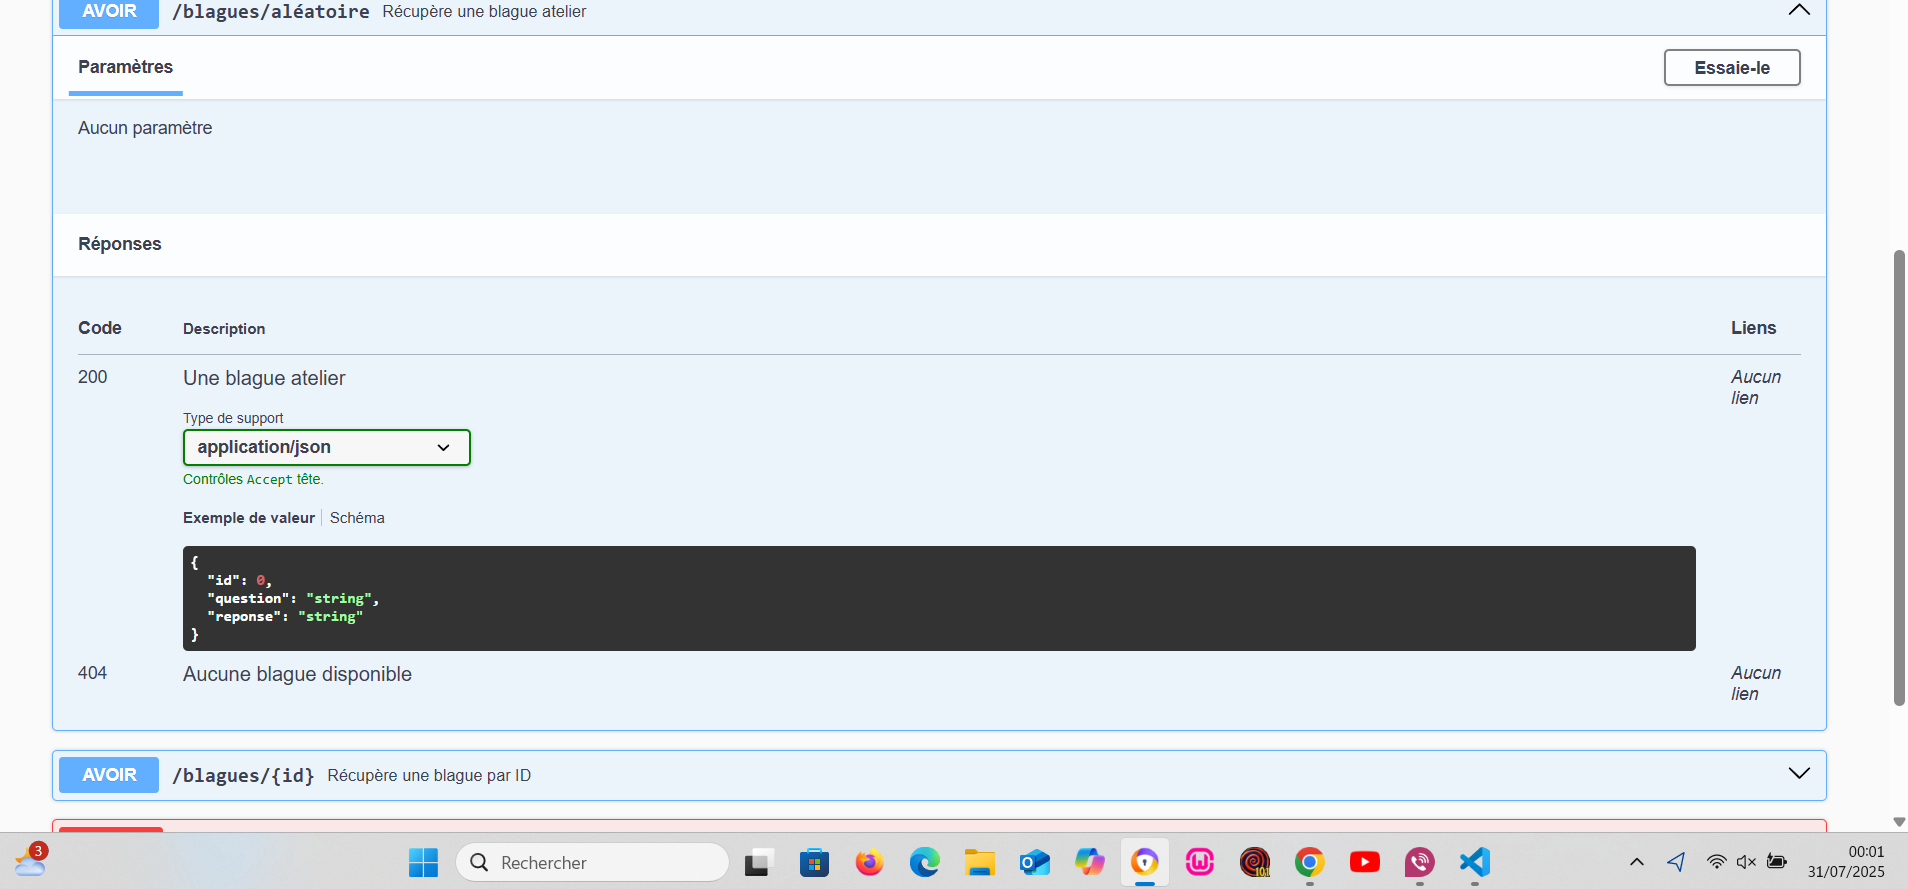 AVOIR /blagues/aléatoire Récupère une blague atelier
Paramètres
Essaie-le
Aucun paramètre
Réponses
Code Description Liens
200 Une blague atelier Aucun lien
Type de support
application/json
Contrôles Accept tête.
Exemple de valeur Schéma
{
"id": 0,
"question": "string",
"reponse": "string"
}
404 Aucune blague disponible Aucun lien
AVOIR /blagues/{id} Récupère une blague par ID
3
Rechercher
00:01
31/07/2025